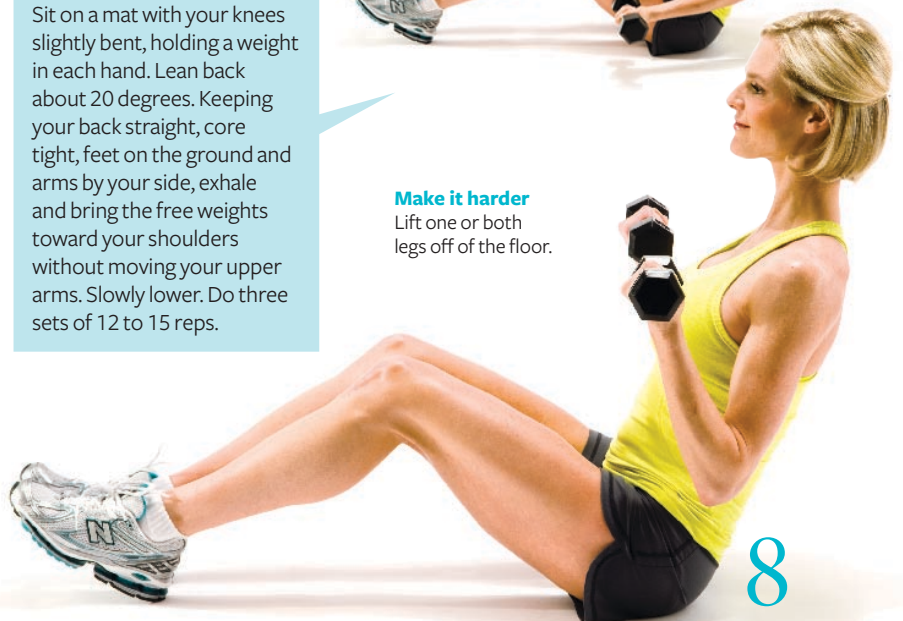 Sit on a mat with your knees
slightly bent, holding a weight
in each hand. Lean back
about 20 degrees. Keeping
your back straight, core
tight, feet on the ground and
arms by your side, exhale
and bring the free weights
toward your shoulders
without moving your upper
arms. Slowly lower. Do three
sets of 12 to 15 reps.
Make it harder
Lift one or both
legs off of the floor.
N
N
8